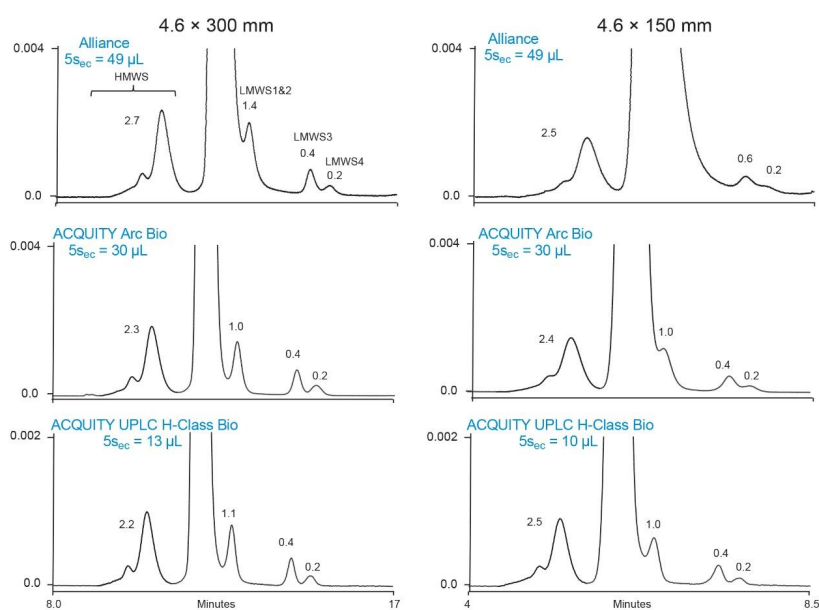 4.6 × 300 mm
Alliance
5s_ec = 49 µL
0.004
HMWS
2.7
LMWS1&2
1.4
LMWS3
0.4
LMWS4
0.2
0.0
4.6 × 150 mm
Alliance
5s_ec = 49 µL
0.004
2.5
0.6
0.2
0.0
ACQUITY Arc Bio
5s_ec = 30 µL
0.004
2.3
1.0
0.4
0.2
0.0
ACQUITY Arc Bio
5s_ec = 30 µL
0.004
2.4
1.0
0.4
0.2
0.0
ACQUITY UPLC H-Class Bio
5s_ec = 13 µL
0.002
2.2
1.1
0.4
0.2
0.0
8.0 Minutes 17
ACQUITY UPLC H-Class Bio
5s_ec = 10 µL
0.002
2.5
1.0
0.4
0.2
0.0
4 Minutes 8.5